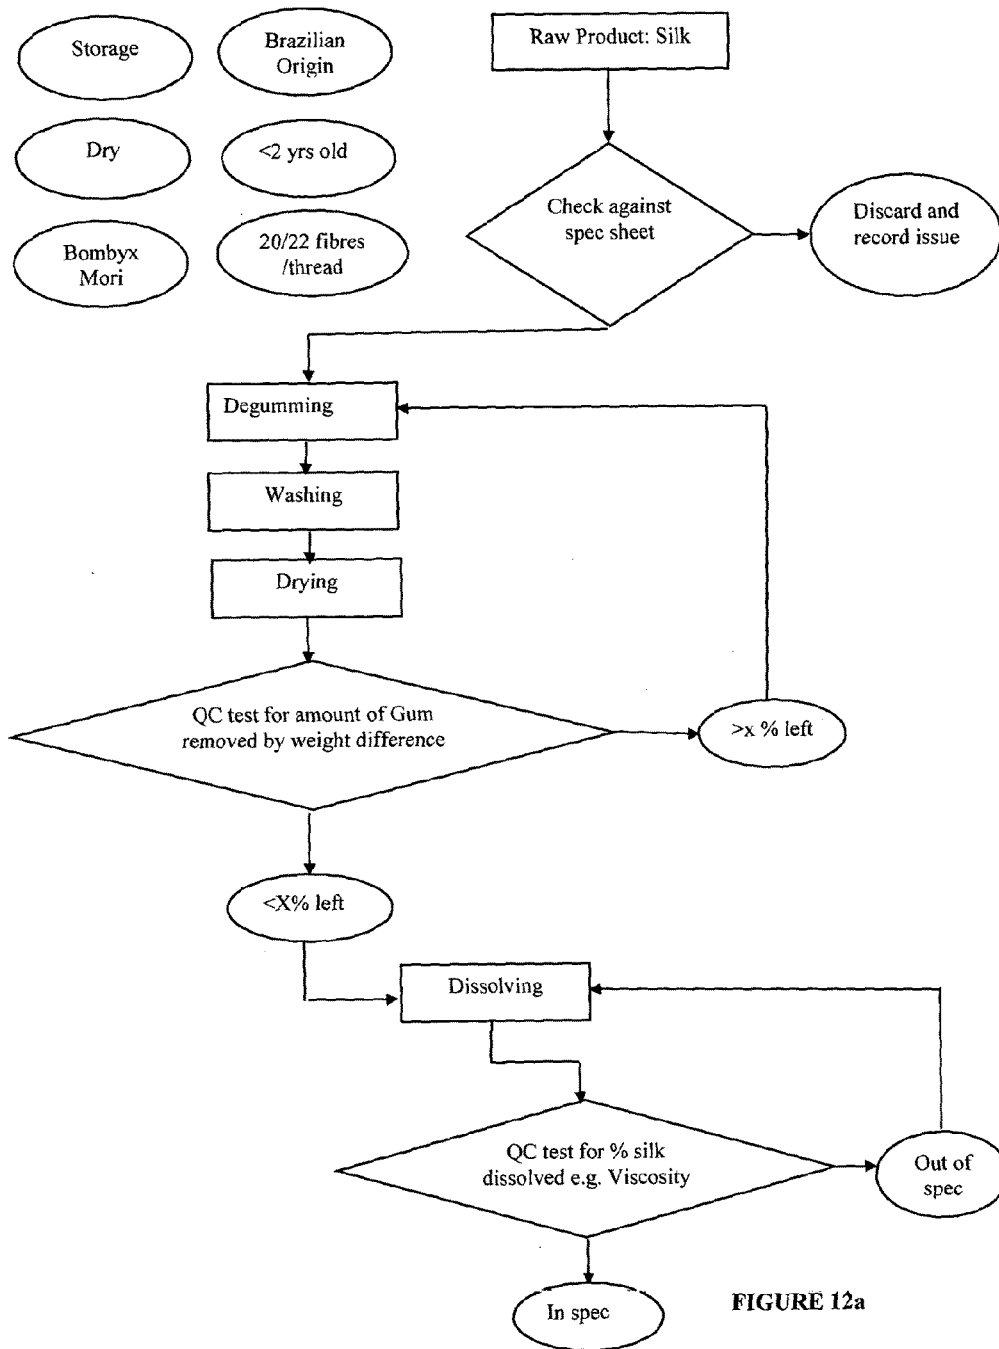 Storage
Brazilian
Origin
Raw Product: Silk
Dry
<2 yrs old
Check against
spec sheet
Discard and
record issue
Bombyx
Mori
20/22 fibres
/thread
Degumming
Washing
Drying
QC test for amount of Gum
removed by weight difference
>x % left
<X% left
Dissolving
QC test for % silk
dissolved e.g. Viscosity
Out of
spec
In spec
FIGURE 12a